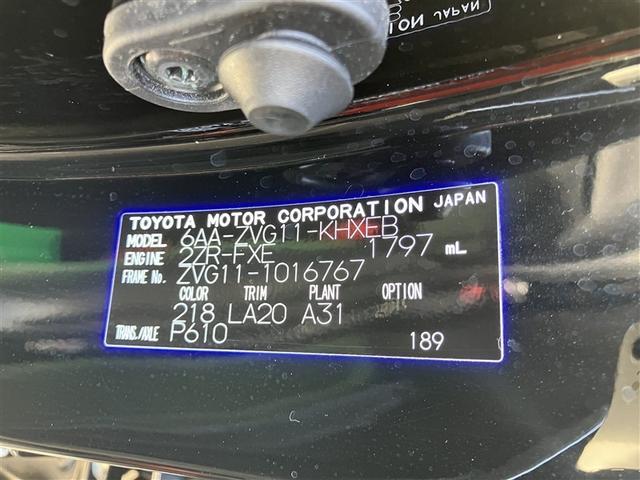 TOYOTA MOTOR CORPORATION JAPAN
MODEL 6AA-ZVG11-KHXEB
ENGINE 2ZR-FXE 1797 mL
FRAME No. ZVG11-1016767
COLOR TRIM PLANT OPTION
218 LA20 A31
TRANS./AXLE P610 189